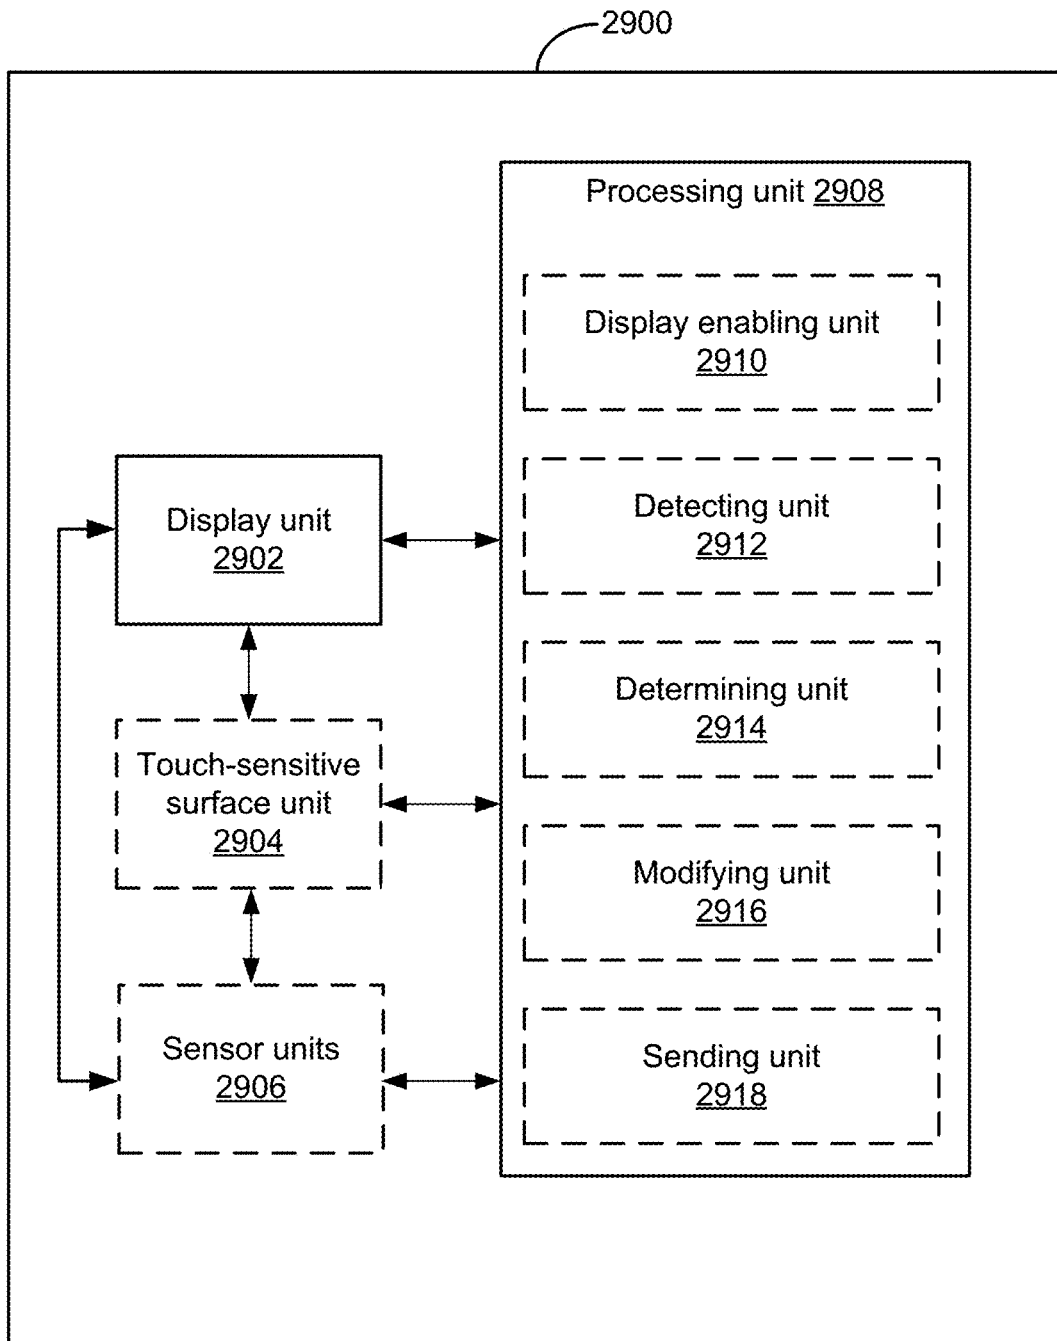 2900
Processing unit 2908
Display enabling unit
2910
Detecting unit
2912
Determining unit
2914
Modifying unit
2916
Sending unit
2918
Display unit
2902
Touch-sensitive
surface unit
2904
Sensor units
2906